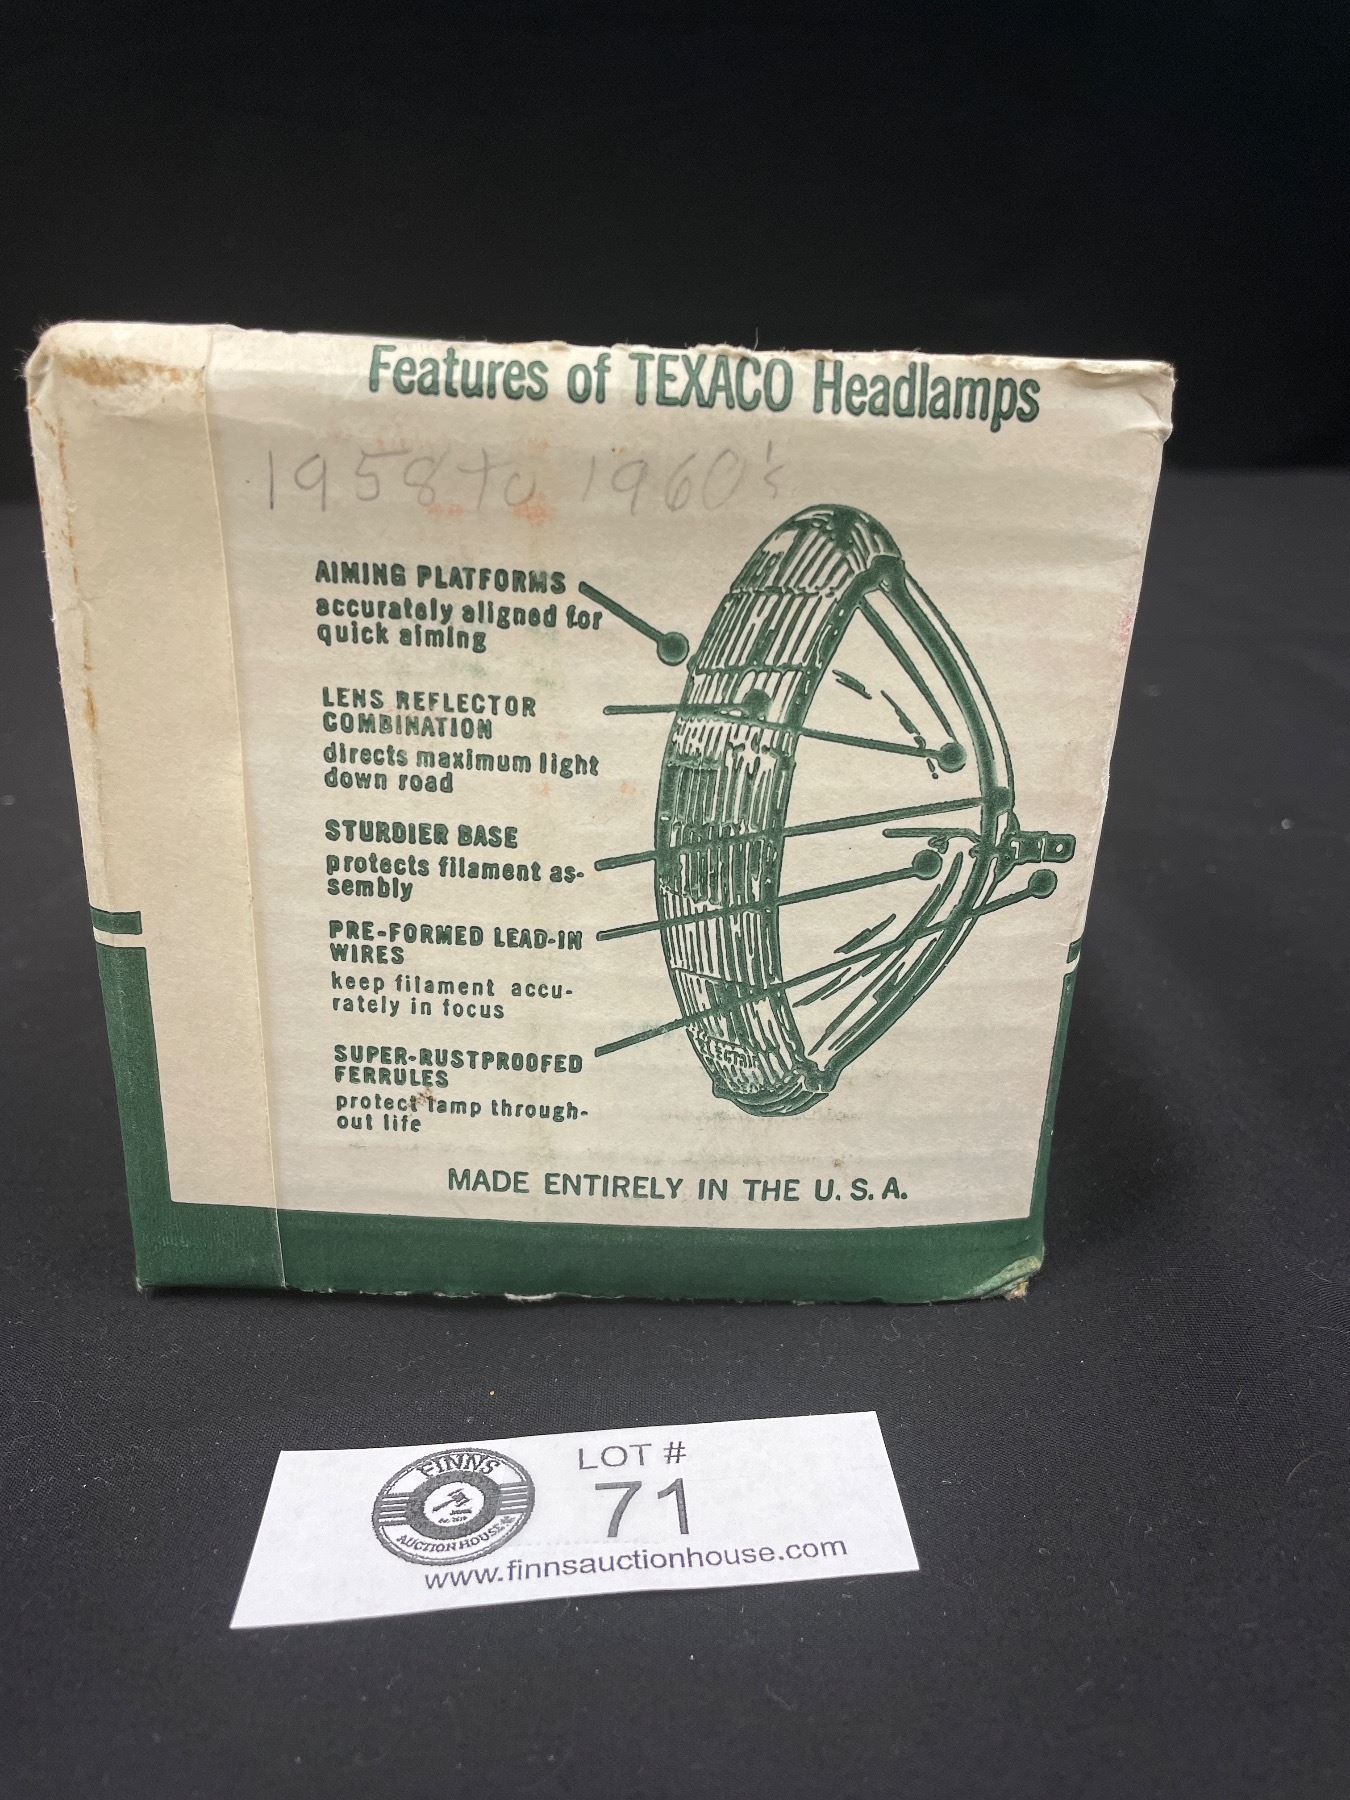 Features of TEXACO Headlamps
1958 to 1960's
AIMING PLATFORMS
accurately aligned for
quick aiming
LENS REFLECTOR
COMBINATION
directs maximum light
down road
STURDIER BASE
protects filament as-
sembly
PRE-FORMED LEAD-IN
WIRES
keep filament accu-
rately in focus
SUPER-RUSTPROOFED
FERRULES
protect lamp through-
out life
MADE ENTIRELY IN THE U.S.A.
FINNS
AUCTION HOUSE
LOT #
71
www.finnsauctionhouse.com